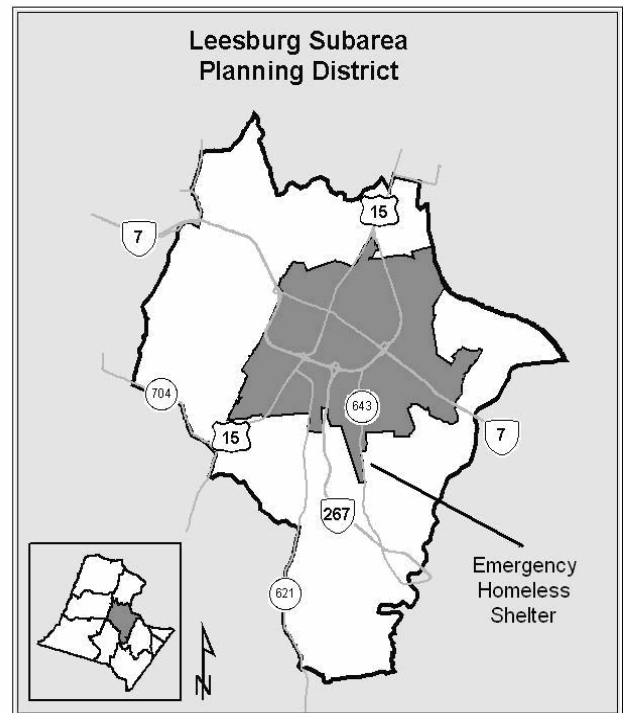 Leesburg Subarea
Planning District
15
7
704
643
15
7
267
Emergency
Homeless
Shelter
621
N